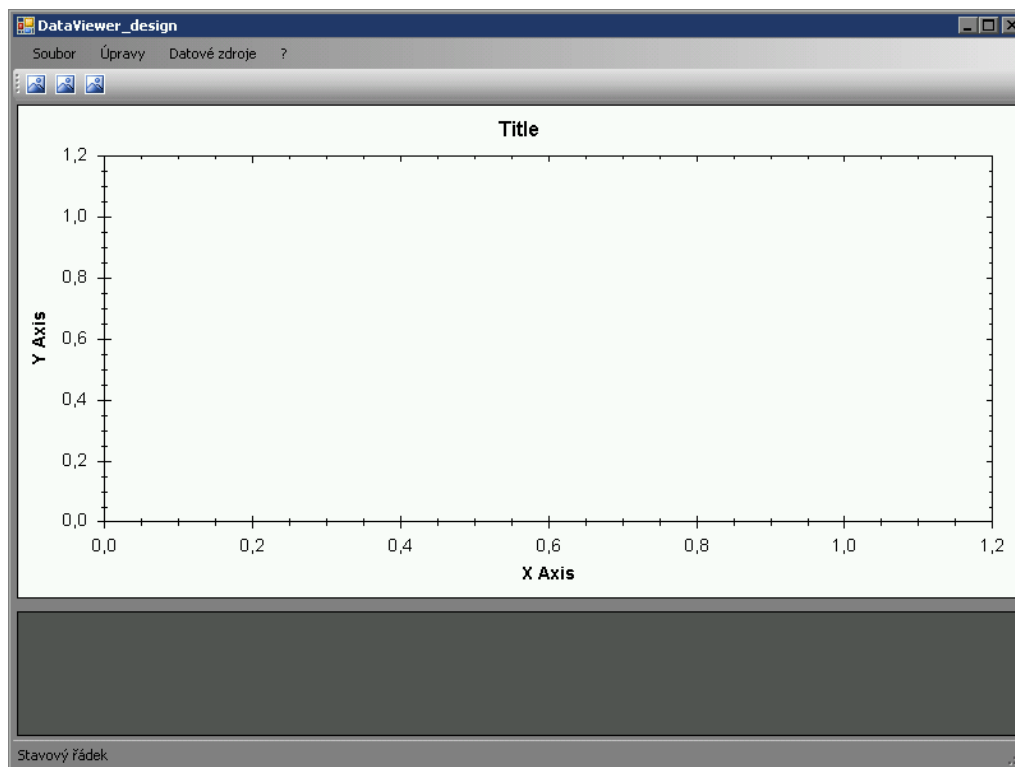 DataViewer_design
Soubor Úpravy Datové zdroje ?
Title
1,2
1,0
0,8
0,6
0,4
0,2
0,0
Y Axis
0,0 0,2 0,4 0,6 0,8 1,0 1,2
X Axis
Stavový řádek